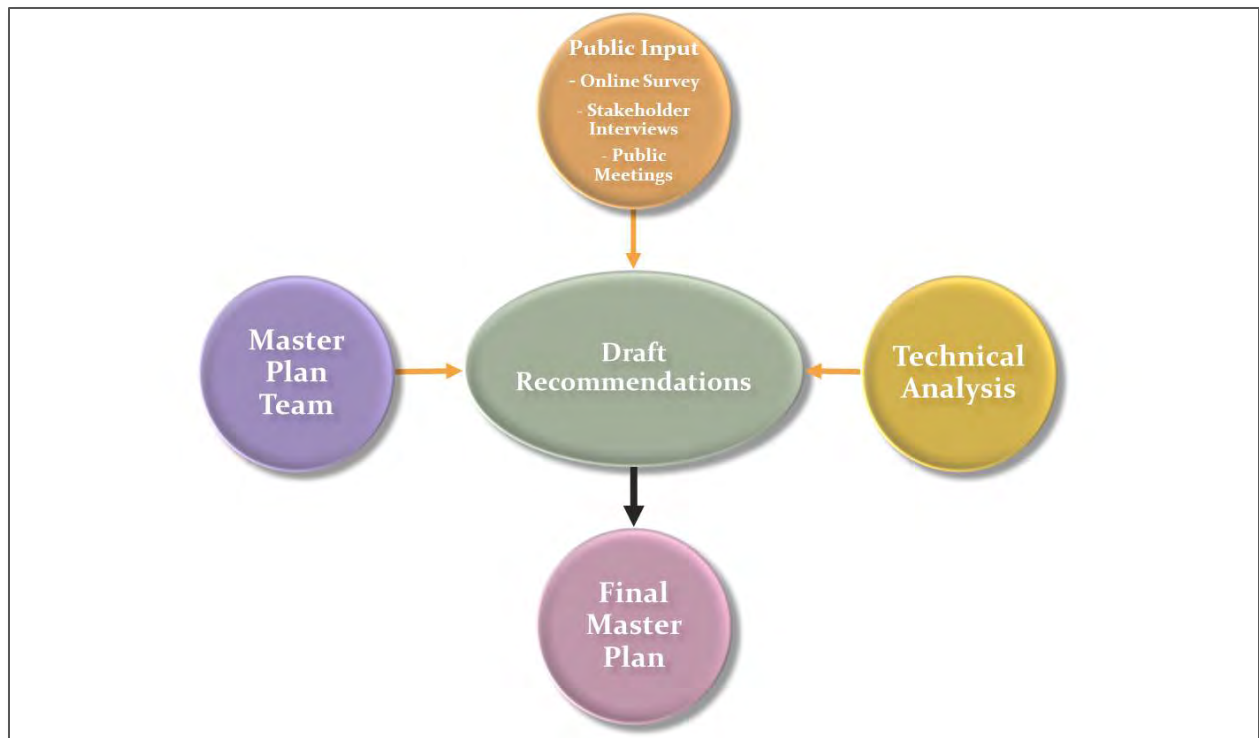 Public Input
- Online Survey
- Stakeholder
Interviews
- Public
Meetings
Master
Plan
Team
Draft
Recommendations
Technical
Analysis
Final
Master
Plan